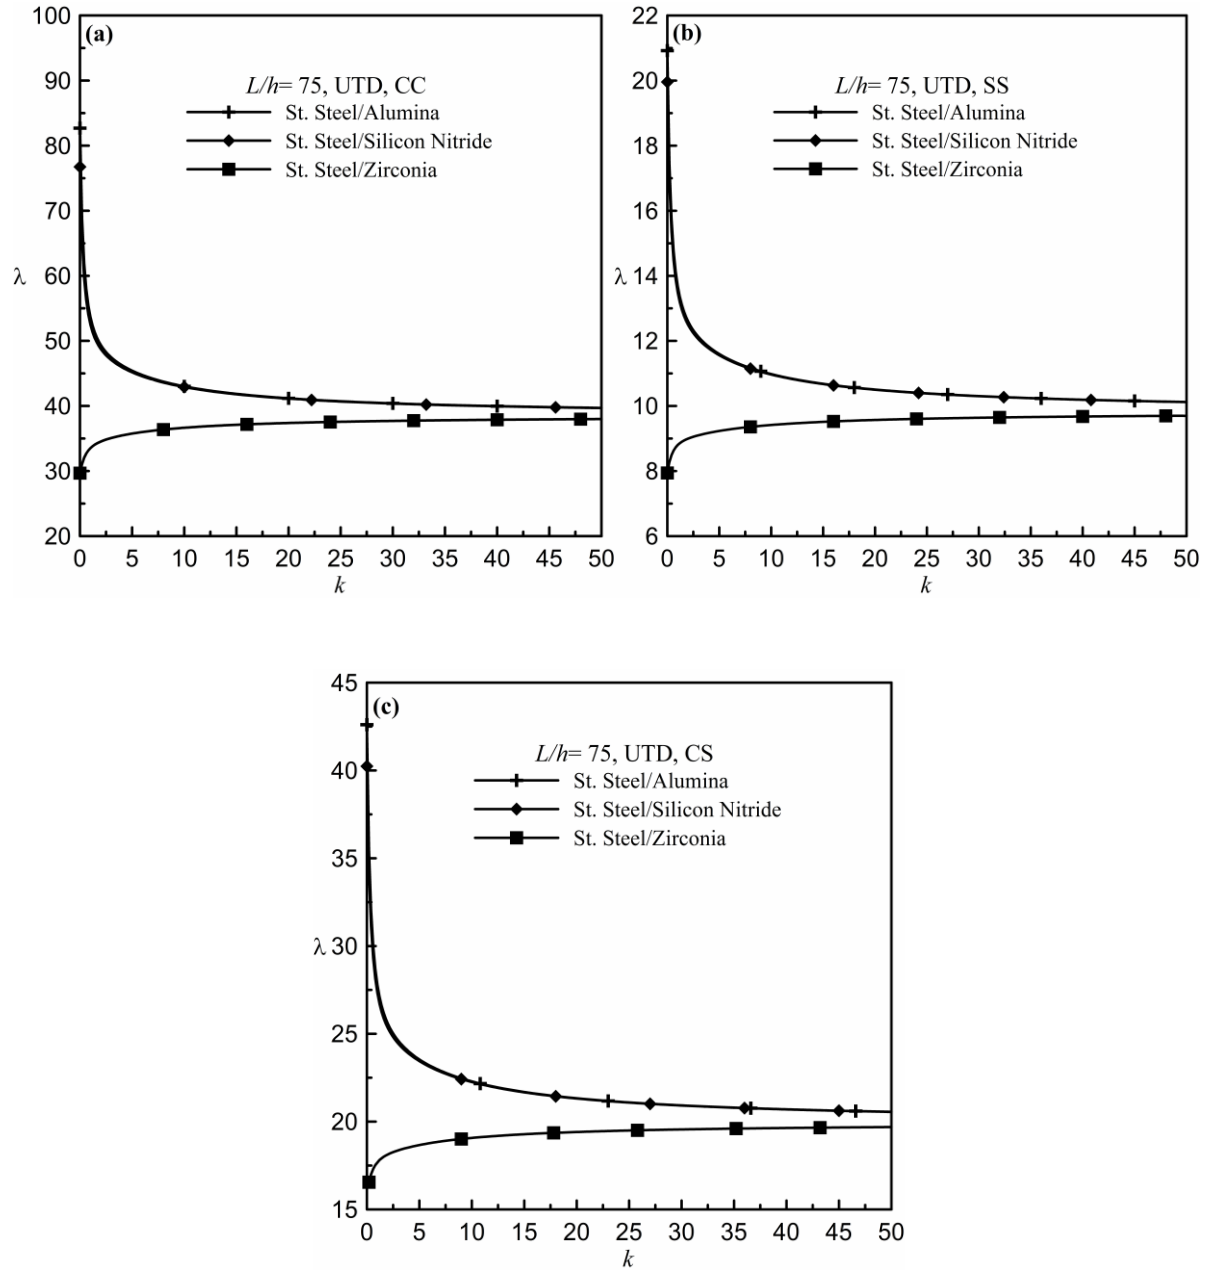 (a)
L/h= 75, UTD, CC
St. Steel/Alumina
St. Steel/Silicon Nitride
St. Steel/Zirconia
100
90
80
70
60
50
40
30
20
λ
0 5 10 15 20 25 30 35 40 45 50
k
(b)
L/h= 75, UTD, SS
St. Steel/Alumina
St. Steel/Silicon Nitride
St. Steel/Zirconia
22
20
18
16
14
12
10
8
6
λ
0 5 10 15 20 25 30 35 40 45 50
k
(c)
L/h= 75, UTD, CS
St. Steel/Alumina
St. Steel/Silicon Nitride
St. Steel/Zirconia
45
40
35
λ 30
25
20
15
0 5 10 15 20 25 30 35 40 45 50
k